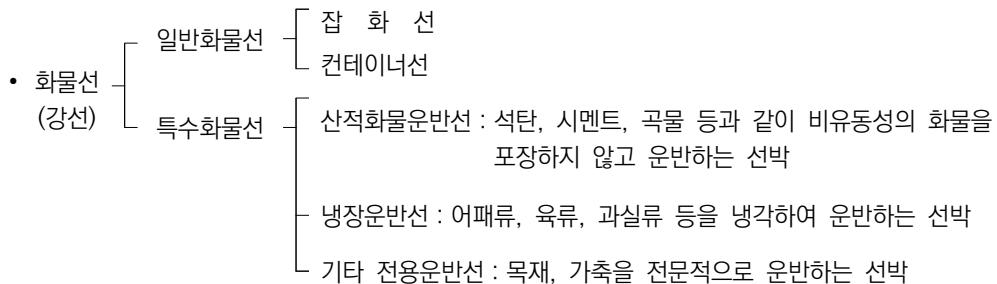 잡 화 선
일반화물선
컨테이너선
• 화물선
(강선)
특수화물선
산적화물운반선 : 석탄, 시멘트, 곡물 등과 같이 비유동성의 화물을
포장하지 않고 운반하는 선박
냉장운반선 : 어패류, 육류, 과실류 등을 냉각하여 운반하는 선박
기타 전용운반선 : 목재, 가축을 전문적으로 운반하는 선박